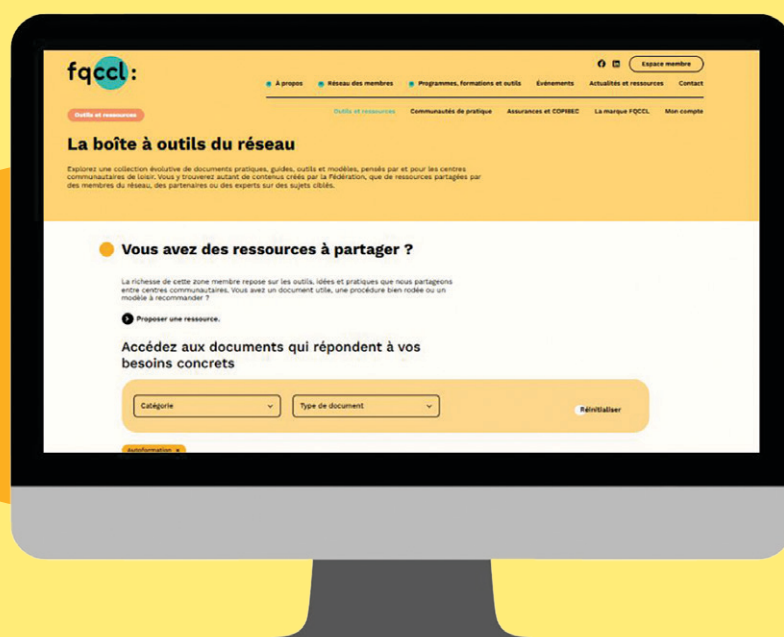 fqccl:
Espace membre
À propos Réseau des membres Programmes, formations et outils Événements Actualités et ressources Contact
Outils et ressources Communautés de pratique Assurances et COPIBEC La marque FQCCL Mon compte
Outils et ressources
La boîte à outils du réseau
Explorez une collection évolutive de documents pratiques, guides, outils et modèles, pensés par et pour les centres
communautaires de loisir. Vous y trouverez autant de contenus créés par la Fédération, que de ressources partagées par
des membres du réseau, des partenaires ou des experts sur des sujets ciblés.
Vous avez des ressources à partager ?
La richesse de cette zone membre repose sur les outils, idées et pratiques que nous partageons
entre centres communautaires. Vous avez un document utile, une procédure bien rodée ou un
modèle à recommander ?
Proposer une ressource.
Accédez aux documents qui répondent à vos
besoins concrets
Catégorie Type de document Réinitialiser
Autoformation x